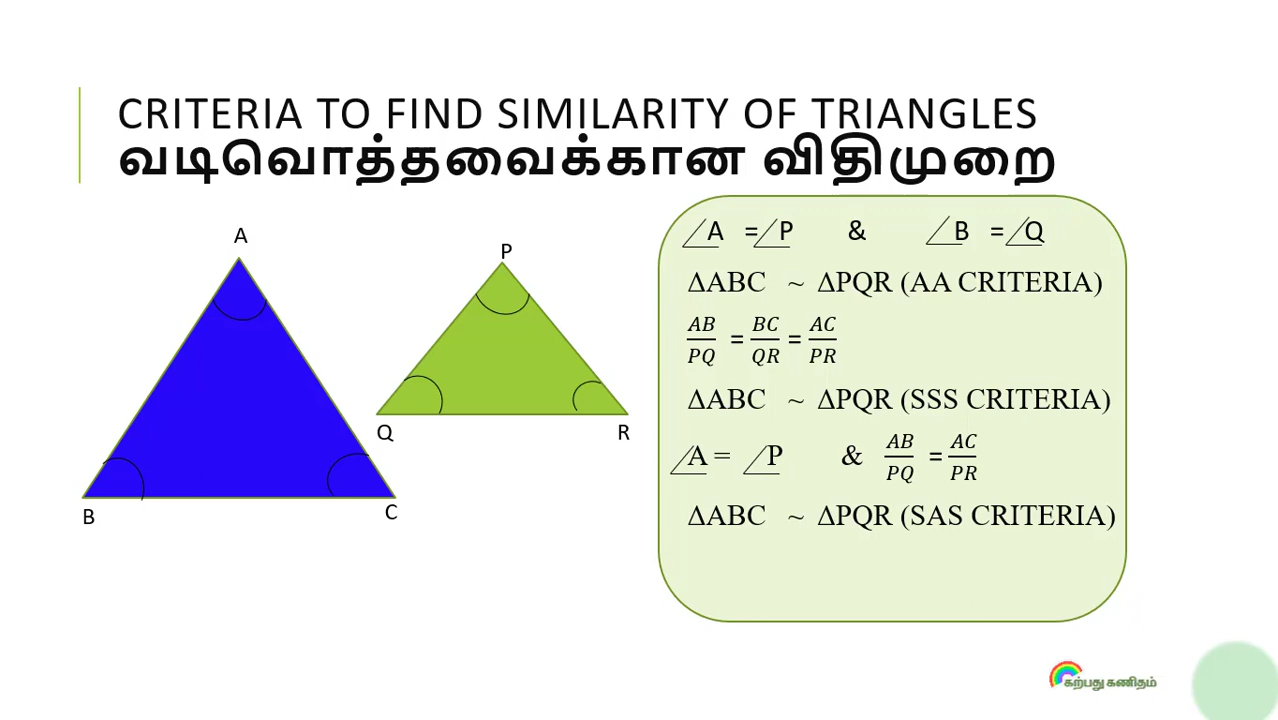 CRITERIA TO FIND SIMILARITY OF TRIANGLES
வடிவொத்தவைக்கான விதிமுறை
A
P
Q
R
B
C
∠A = ∠P & ∠B = ∠Q
ΔABC ~ ΔPQR (AA CRITERIA)
AB/PQ = BC/QR = AC/PR
ΔABC ~ ΔPQR (SSS CRITERIA)
∠A = ∠P & AB/PQ = AC/PR
ΔABC ~ ΔPQR (SAS CRITERIA)
கற்பது கணிதம்